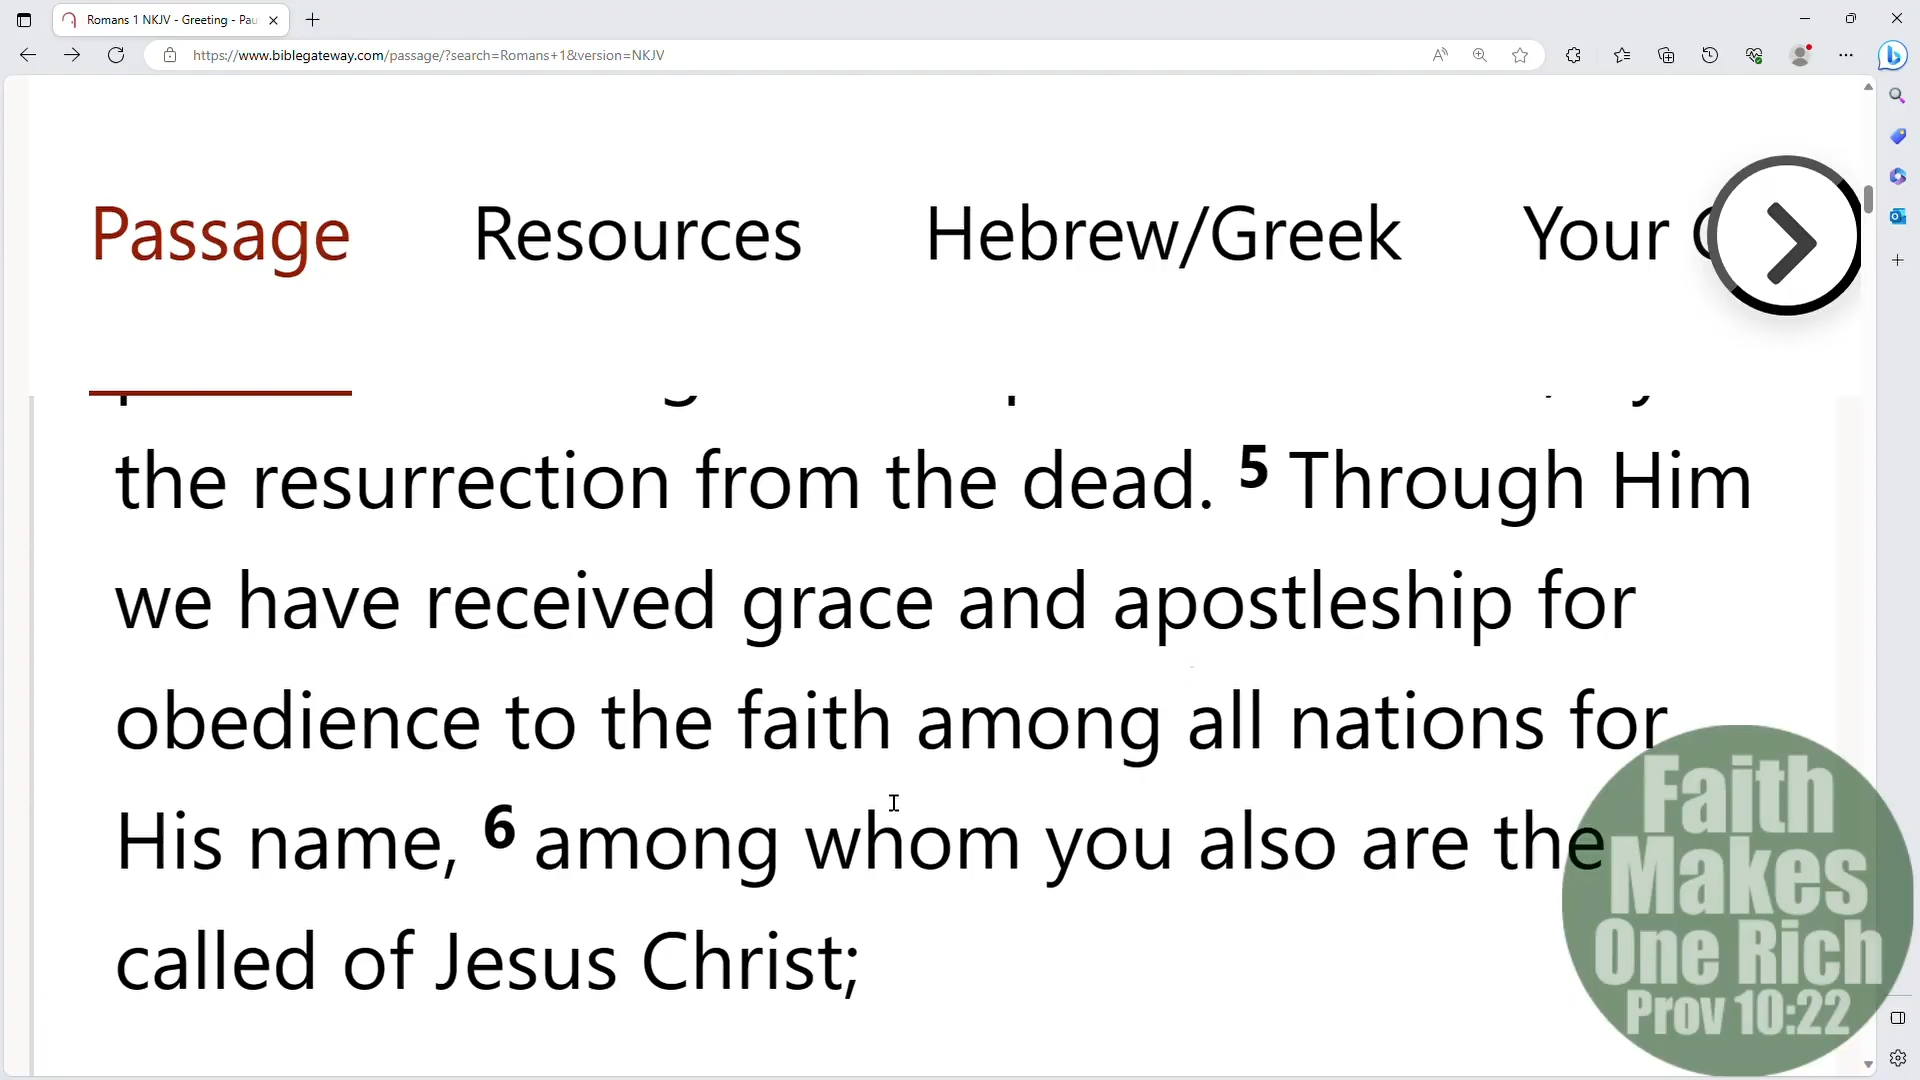 Romans 1 NKJV - Greeting - Pau
https://www.biblegateway.com/passage/?search=Romans+1&version=NKJV
Passage Resources Hebrew/Greek Your
the resurrection from the dead. 5 Through Him
we have received grace and apostleship for
obedience to the faith among all nations for
His name, 6 among whom you also are the
called of Jesus Christ;
Faith
Makes
One Rich
Prov 10:22